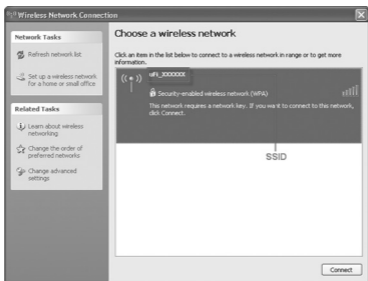 Wireless Network Connection
Network Tasks
Refresh network list
Set up a wireless network
for a home or small office
Related Tasks
Learn about wireless
networking
Change the order of
preferred networks
Change advanced
settings
Choose a wireless network
Click an item in the list below to connect to a wireless network in range or to get more
information.
uFi_XXXXXX
Security-enabled wireless network (WPA)
This network requires a network key. If you want to connect to this network,
click Connect.
SSID
Connect